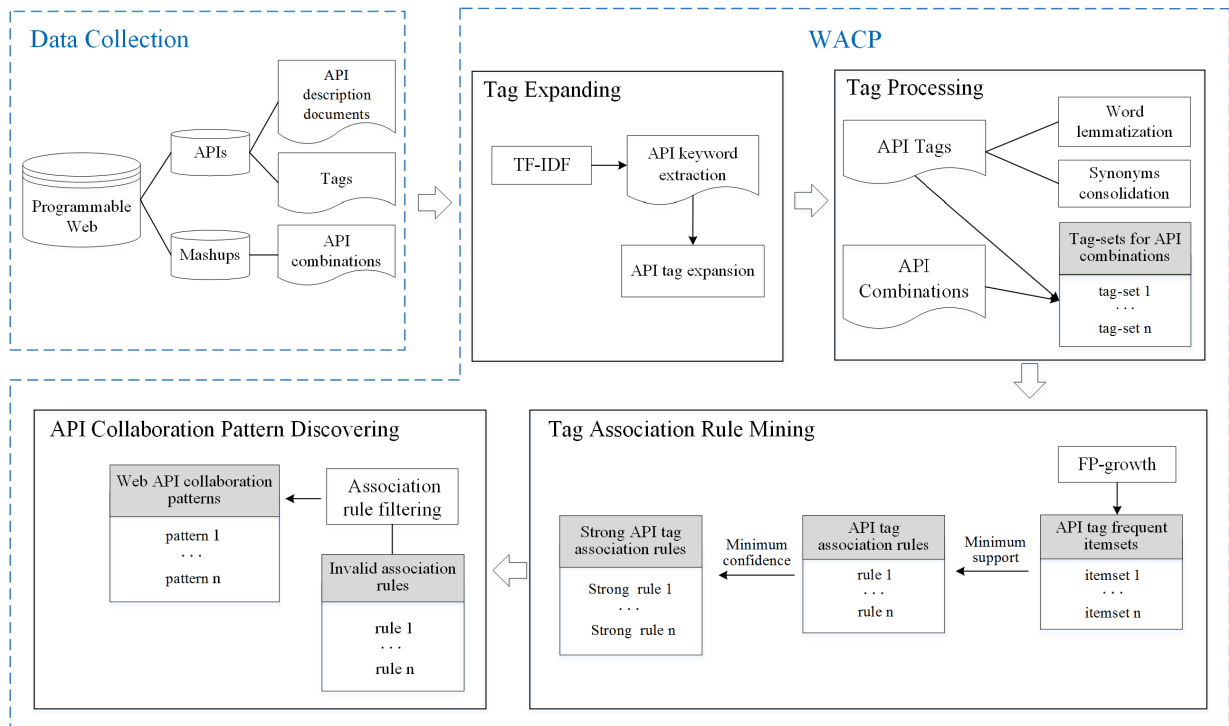 Data Collection
API
description
documents
APIs
Tags
Programmable
Web
Mashups
API
combinations
WACP
Tag Expanding
TF-IDF
API keyword
extraction
API tag expansion
Tag Processing
API Tags
Word
lemmatization
Synonyms
consolidation
API
Combinations
Tag-sets for API
combinations
tag-set 1
. . .
tag-set n
API Collaboration Pattern Discovering
Web API collaboration
patterns
pattern 1
. . .
pattern n
Association
rule filtering
Invalid association
rules
rule 1
. . .
rule n
Tag Association Rule Mining
FP-growth
API tag frequent
itemsets
itemset 1
. . .
itemset n
Minimum
support
API tag
association rules
rule 1
. . .
rule n
Minimum
confidence
Strong API tag
association rules
Strong rule 1
. . .
Strong rule n